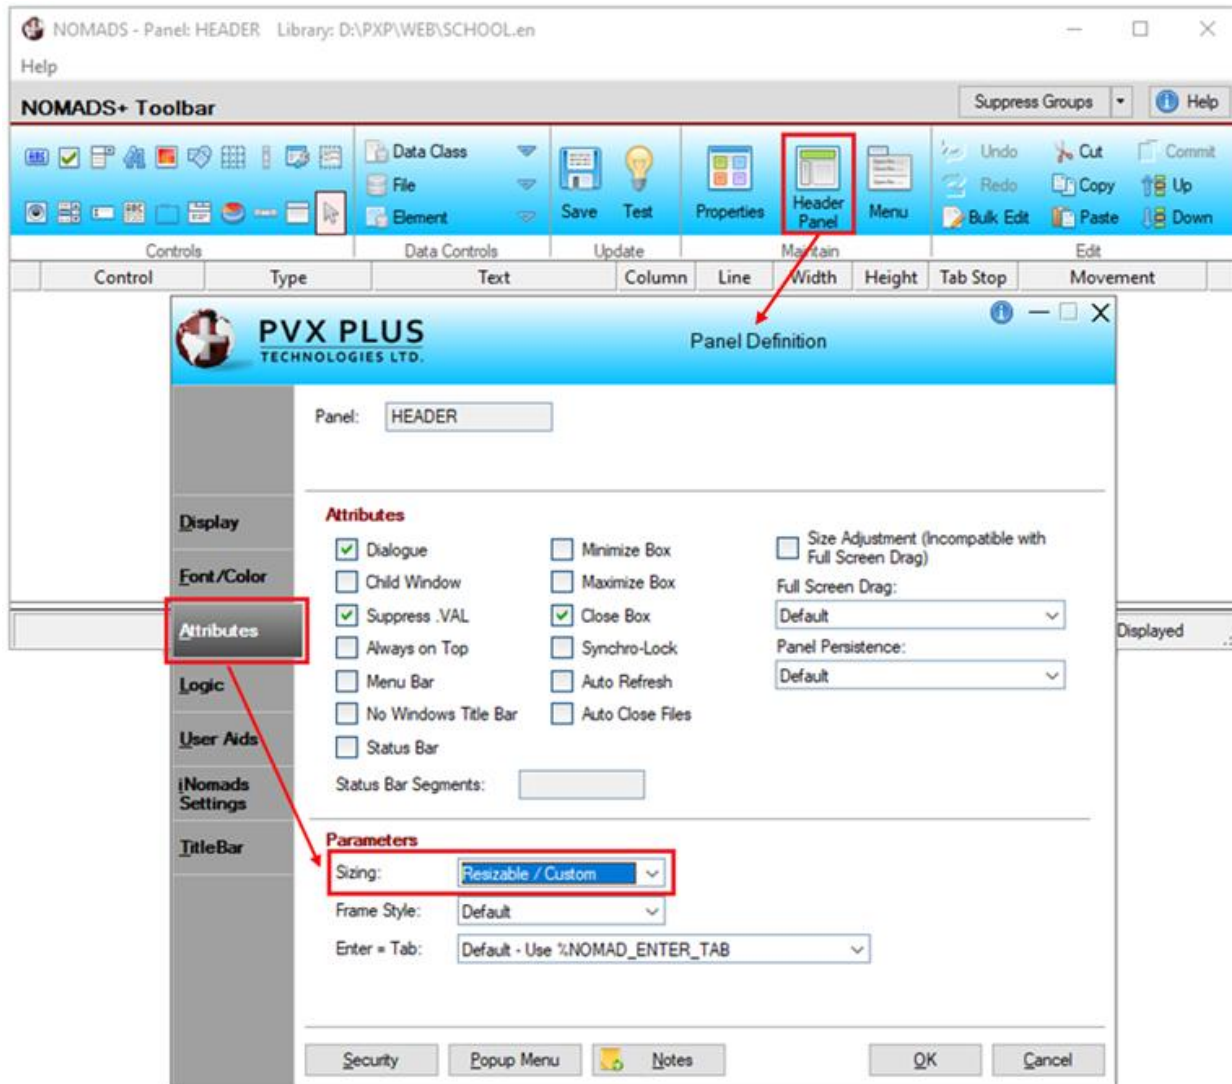 NOMADS - Panel: HEADER Library: D:\PXP\WEB\SCHOOL.en
Help
NOMADS+ Toolbar
Suppress Groups
Help
Data Class
File
Element
Save
Test
Properties
Header
Panel
Menu
Undo
Redo
Bulk Edit
Cut
Copy
Paste
Commit
Up
Down
Controls
Data Controls
Update
Maintain
Edit
Control Type Text Column Line Width Height Tab Stop Movement
PVX PLUS
TECHNOLOGIES LTD.
Panel Definition
Panel: HEADER
Display
Font/Color
Attributes
Logic
User Aids
iNomads
Settings
TitleBar
Attributes
Dialogue
Child Window
Suppress .VAL
Always on Top
Menu Bar
No Windows Title Bar
Status Bar
Status Bar Segments:
Minimize Box
Maximize Box
Close Box
Synchro-Lock
Auto Refresh
Auto Close Files
Size Adjustment (Incompatible with
Full Screen Drag)
Full Screen Drag:
Default
Panel Persistence:
Default
Displayed
Parameters
Sizing: Resizable / Custom
Frame Style: Default
Enter = Tab: Default - Use %NOMAD_ENTER_TAB
Security Popup Menu Notes OK Cancel